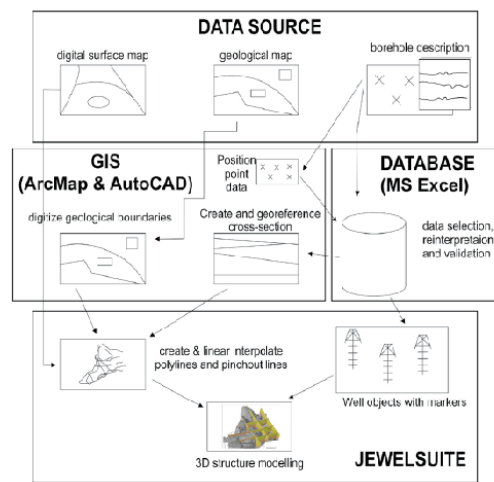 DATA SOURCE
digital surface map
geological map
borehole description
GIS
(ArcMap & AutoCAD)
Position
point
data
DATABASE
(MS Excel)
digitize geological boundaries
Create and georeference
cross-section
data selection,
reinterpretaion
and validation
create & linear interpolate
polylines and pinchout lines
Well objects with markers
3D structure modelling
JEWELSUITE